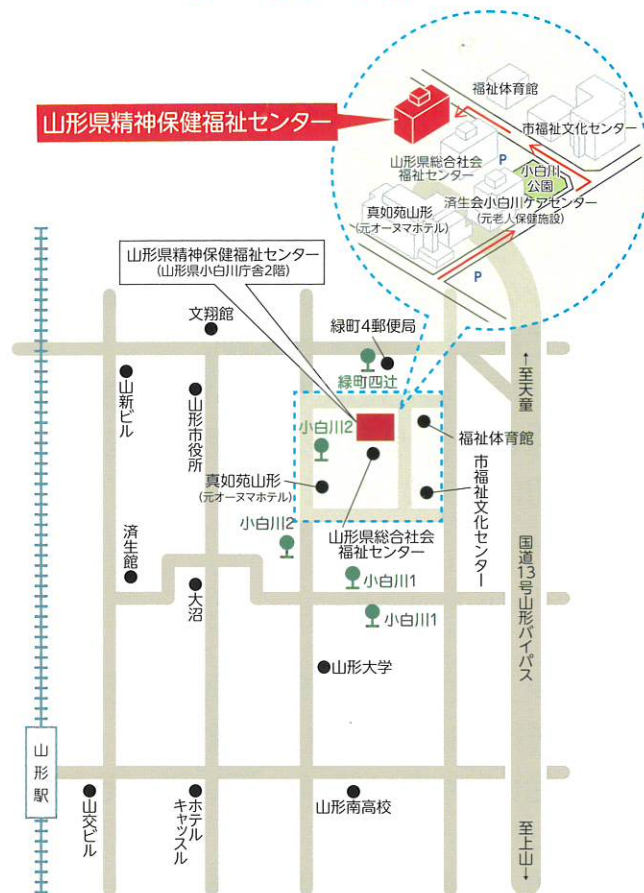 福祉体育館
山形県精神保健福祉センター
市福祉文化センター
山形県総合社会
福祉センター
P
小白川
公園
済生会小白川ケアセンター
(元老人保健施設)
真如苑山形
(元オーヌマホテル)
P
山形県精神保健福祉センター
(山形県小白川庁舎2階)
文翔館
緑町4郵便局
緑町四辻
←至天童
山新ビル
山形市役所
小白川2
福祉体育館
真如苑山形
(元オーヌマホテル)
市福祉文化センター
小白川2
山形県総合社会
福祉センター
済生館
国道13号山形バイパス
大沼
小白川1
小白川1
山形大学
山形駅
山交ビル
ホテル
キャッスル
山形南高校
至上山→